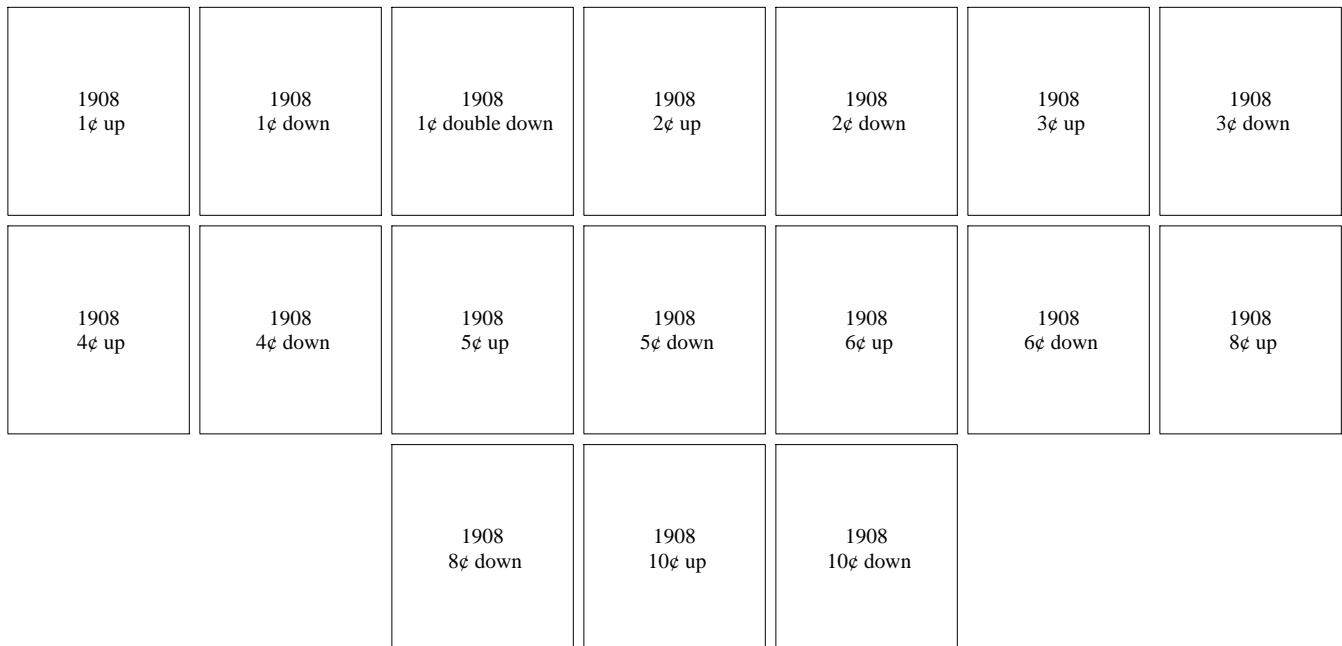 1908
1¢ up
1908
1¢ down
1908
1¢ double down
1908
2¢ up
1908
2¢ down
1908
3¢ up
1908
3¢ down
1908
4¢ up
1908
4¢ down
1908
5¢ up
1908
5¢ down
1908
6¢ up
1908
6¢ down
1908
8¢ up
1908
8¢ down
1908
10¢ up
1908
10¢ down